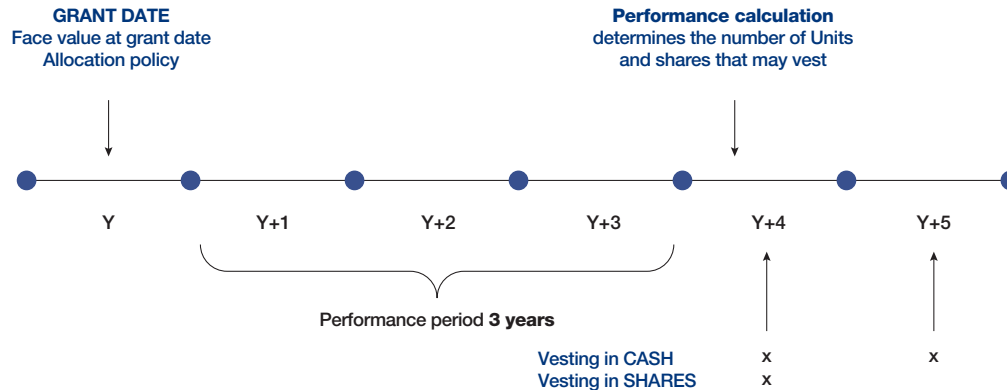 GRANT DATE
Face value at grant date
Allocation policy
Performance calculation
determines the number of Units
and shares that may vest
Y Y+1 Y+2 Y+3 Y+4 Y+5
Performance period 3 years
Vesting in CASH x x
Vesting in SHARES x